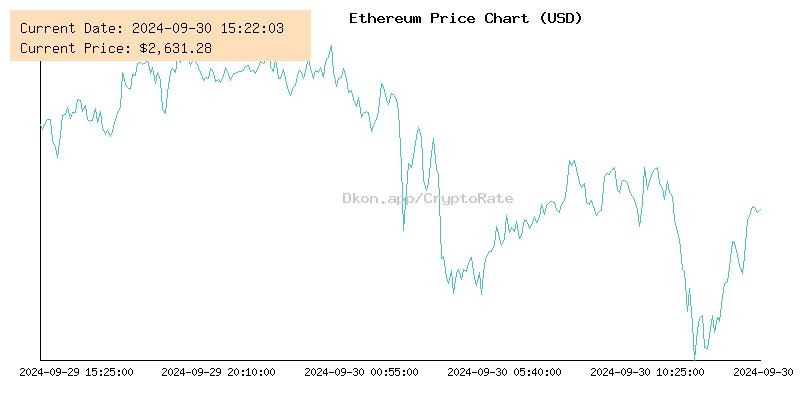 Ethereum Price Chart (USD)
Current Date: 2024-09-30 15:22:03
Current Price: $2,631.28
Dkon.app/CryptoRate
2024-09-29 15:25:00
2024-09-29 20:10:00
2024-09-30 00:55:00
2024-09-30 05:40:00
2024-09-30 10:25:00
2024-09-30